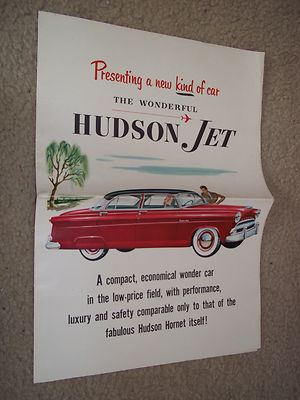 Presenting a new kind of car
THE WONDERFUL
HUDSON JET
A compact, economical wonder car
in the low-price field, with performance,
luxury and safety comparable only to that of the
fabulous Hudson Hornet itself!